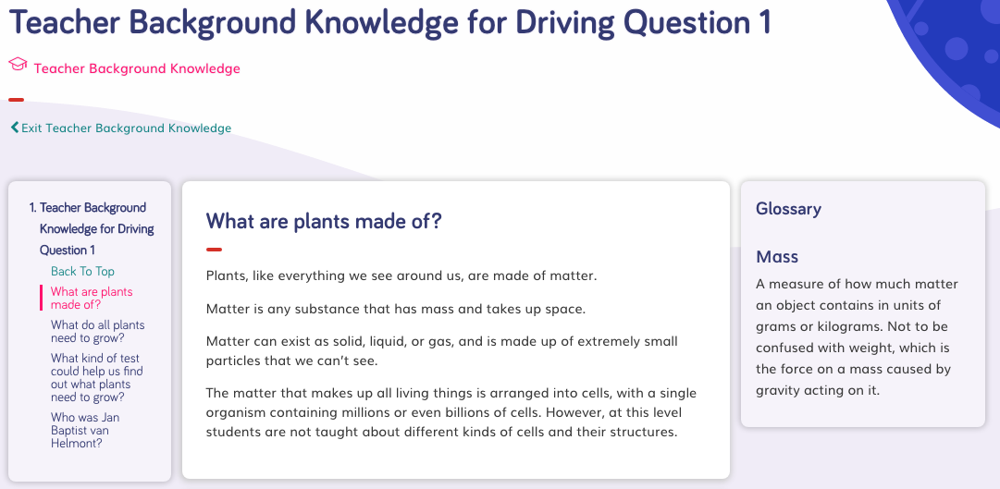 Teacher Background Knowledge for Driving Question 1
Teacher Background Knowledge
Exit Teacher Background Knowledge
1. Teacher Background
Knowledge for Driving
Question 1
Back To Top
What are plants
made of?
What do all plants
need to grow?
What kind of test
could help us find
out what plants
need to grow?
Who was Jan
Baptist van
Helmont?
What are plants made of?
Plants, like everything we see around us, are made of matter.
Matter is any substance that has mass and takes up space.
Matter can exist as solid, liquid, or gas, and is made up of extremely small
particles that we can't see.
The matter that makes up all living things is arranged into cells, with a single
organism containing millions or even billions of cells. However, at this level
students are not taught about different kinds of cells and their structures.
Glossary
Mass
A measure of how much matter
an object contains in units of
grams or kilograms. Not to be
confused with weight, which is
the force on a mass caused by
gravity acting on it.